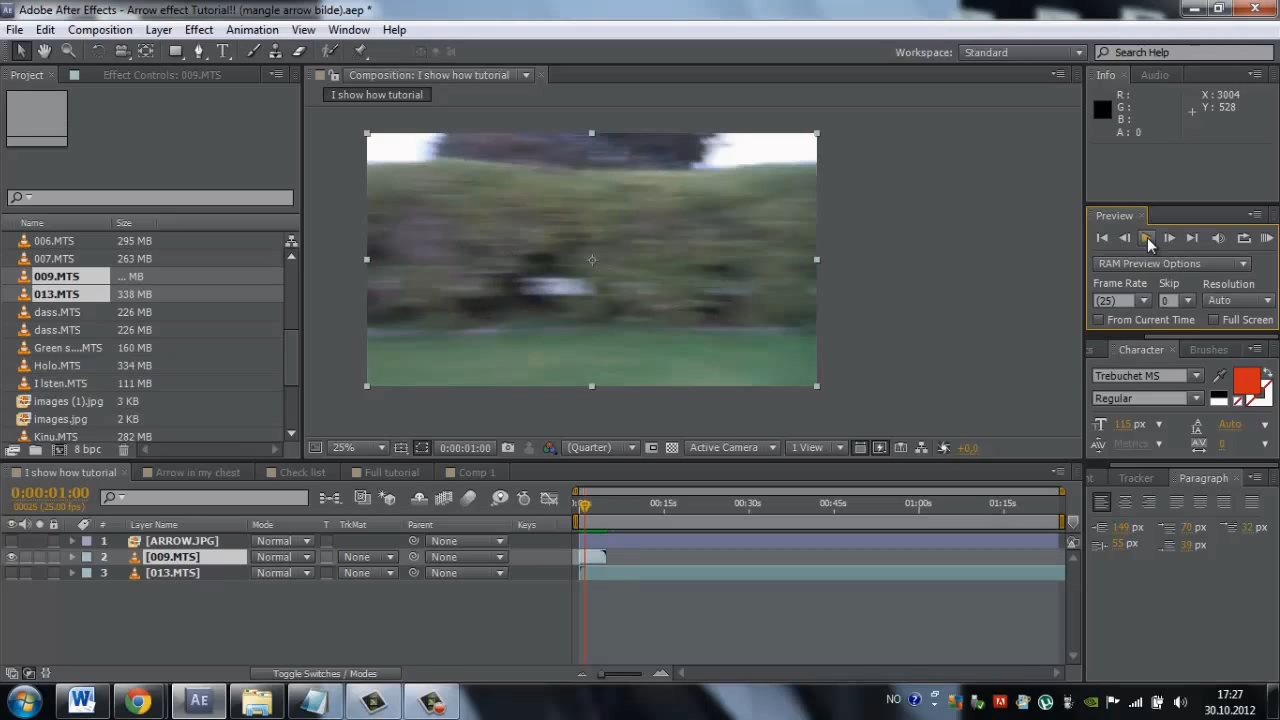 Adobe After Effects - Arrow effect Tutorial!! (mangle arrow bilde).aep *
File Edit Composition Layer Effect Animation View Window Help
Workspace: Standard Search Help
Project Effect Controls: 009.MTS
Composition: I show how tutorial
I show how tutorial
Info Audio
R: X: 3004
G: Y: 528
B:
A: 0
Preview
RAM Preview Options
Frame Rate Skip Resolution
(25) 0 Auto
From Current Time Full Screen
Name Size
006.MTS 295 MB
007.MTS 263 MB
009.MTS ... MB
013.MTS 338 MB
dass.MTS 226 MB
dass.MTS 226 MB
Green s....MTS 160 MB
Holo.MTS 334 MB
I lsten.MTS 111 MB
images (1).jpg 3 KB
images.jpg 2 KB
Kinu.MTS 282 MB
8 bpc
25% 0:00:01:00 (Quarter) Active Camera 1 View +0,0
Character Brushes
Trebuchet MS
Regular
115 px Auto
Metrics 0
I show how tutorial Arrow in my chest Check list Full tutorial Comp 1
0:00:01:00
00025 (25.00 fps)
00:15s 00:30s 00:45s 01:00s 01:15s
# Layer Name Mode T TrkMat Parent Keys
1 [ARROW.JPG] Normal None
2 [009.MTS] Normal None None
3 [013.MTS] Normal None None
Toggle Switches / Modes
Tracker Paragraph
149 px 78 px 32 px
55 px 39 px
NO
17:27
30.10.2012